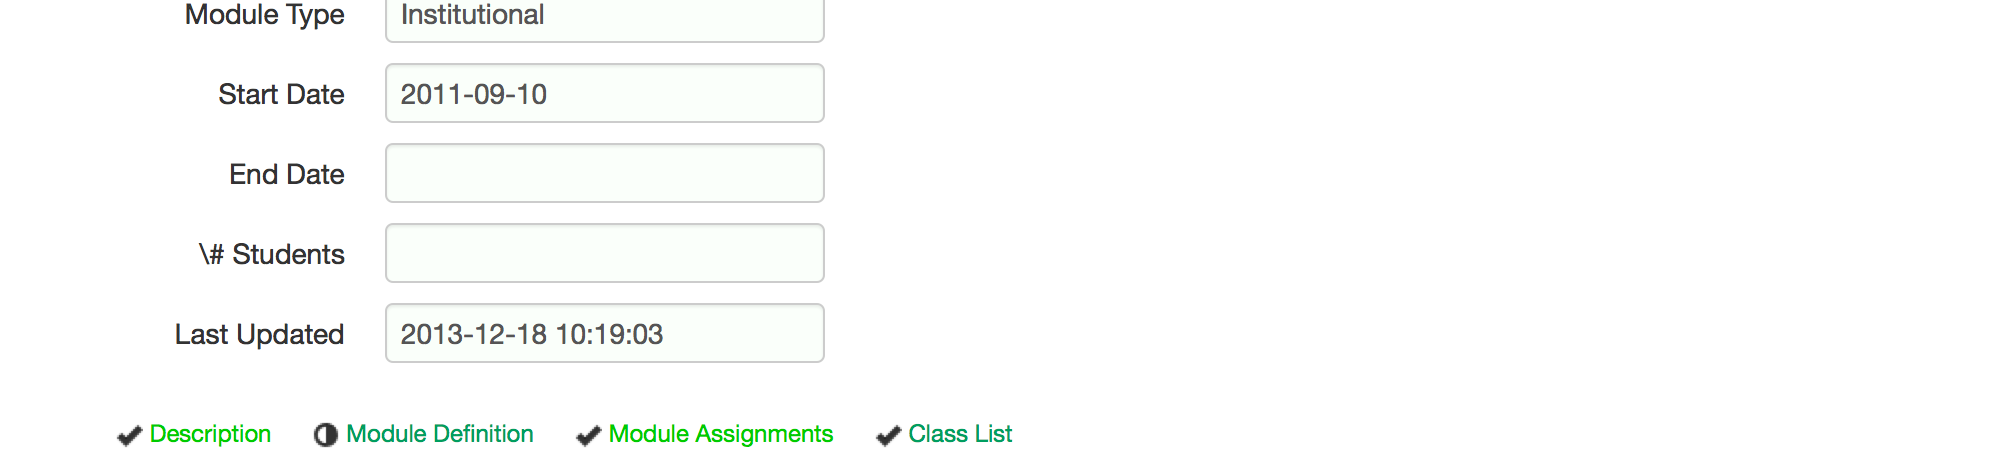 Module Type Institutional
Start Date 2011-09-10
End Date
\# Students
Last Updated 2013-12-18 10:19:03
Description Module Definition Module Assignments Class List